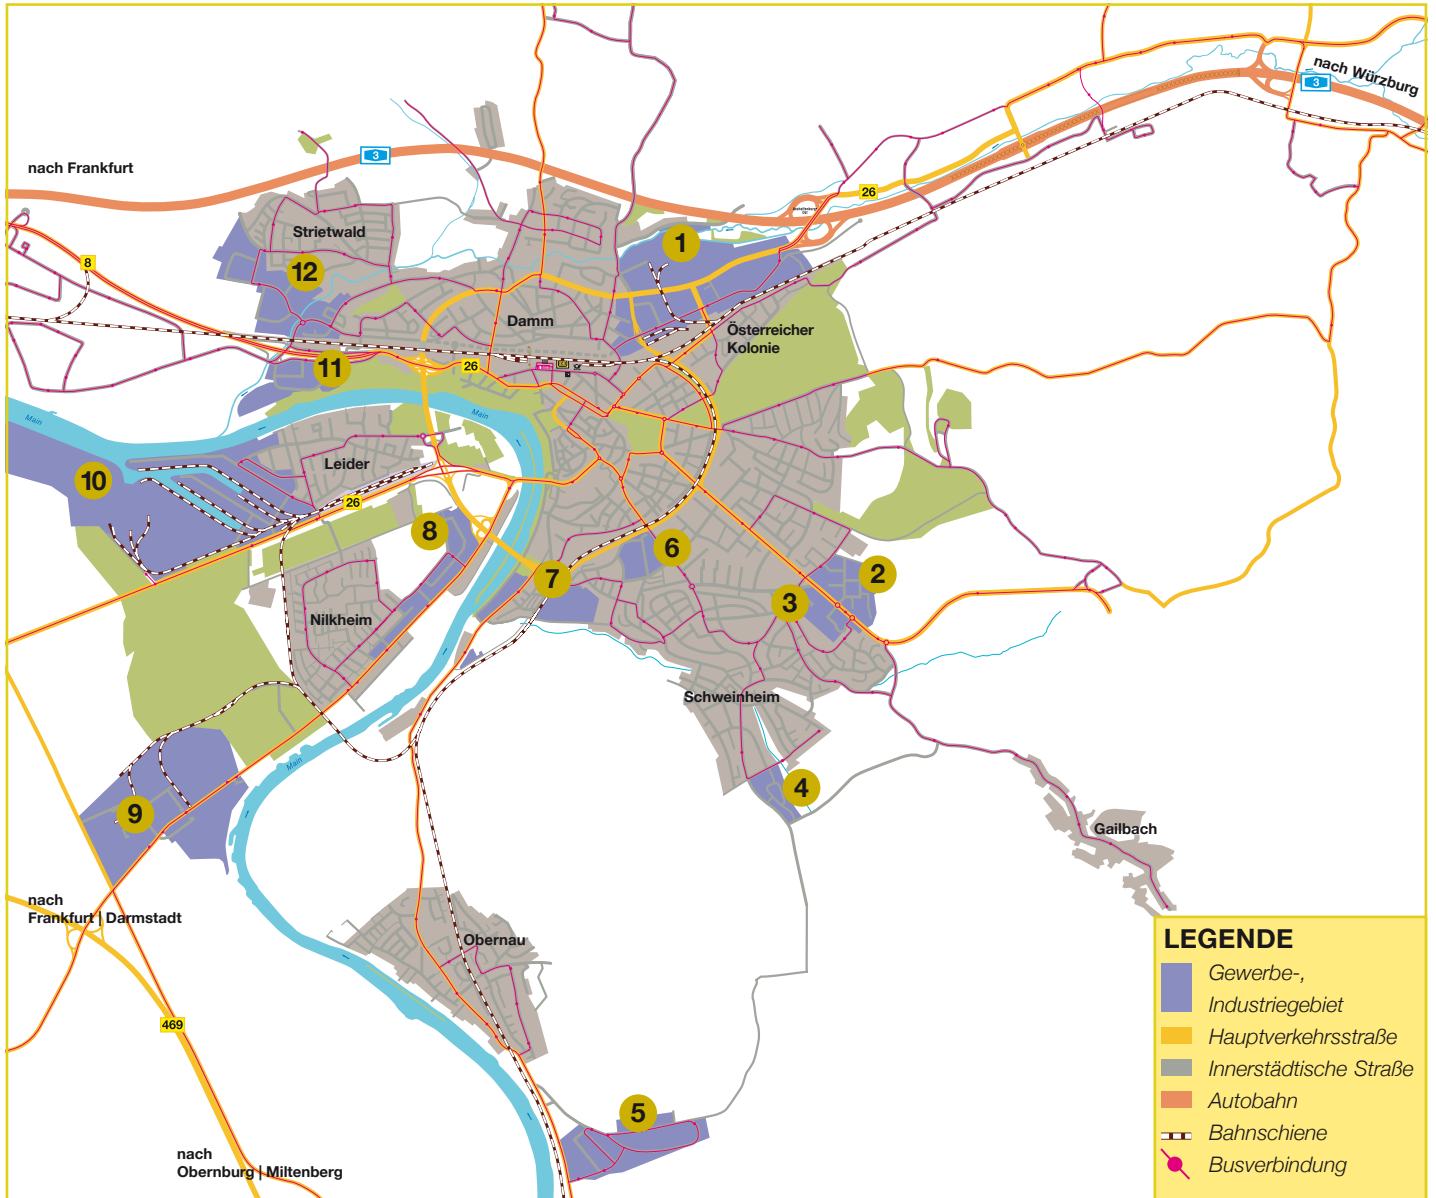 nach Würzburg
3
nach Frankfurt
3
26
Strietwald
1
8
12
Damm
Österreicher
Kolonie
11
26
Main
Main
Leider
10
26
8
6
7
2
3
Nilkheim
Schweinheim
Main
4
9
Gailbach
nach
Frankfurt | Darmstadt
Obernau
469
5
nach
Obernburg | Miltenberg
LEGENDE
Gewerbe-,
Industriegebiet
Hauptverkehrsstraße
Innerstädtische Straße
Autobahn
Bahnschiene
Busverbindung